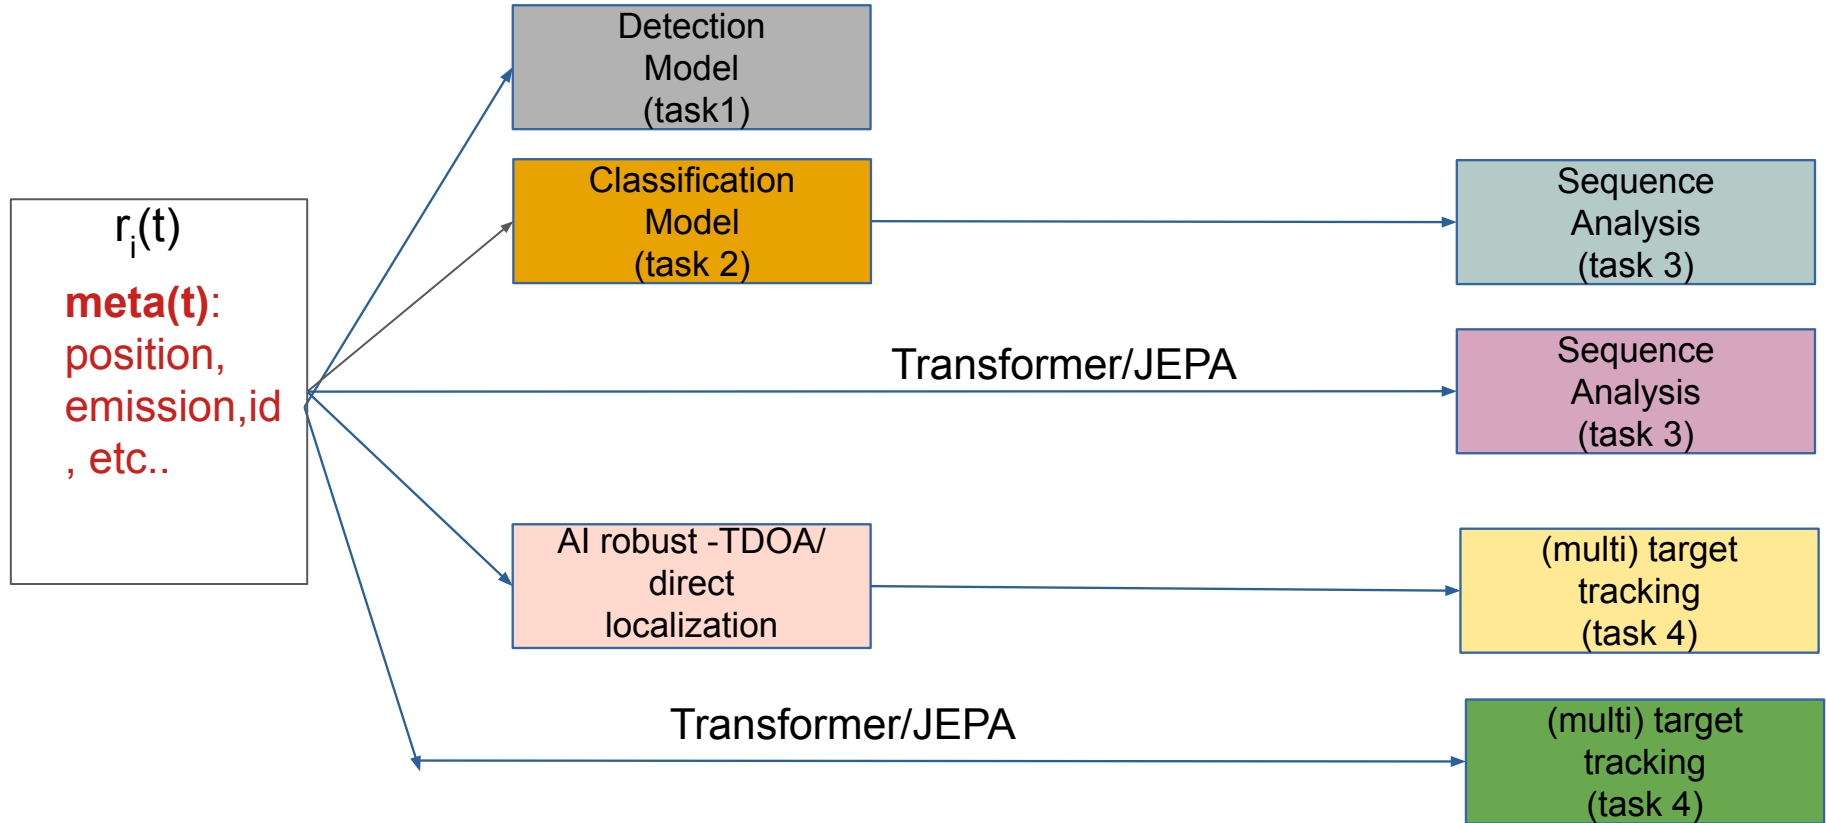 Detection
Model
(task1)
Classification
Model
(task 2)
Sequence
Analysis
(task 3)
r_i(t)
meta(t):
position,
emission,id
, etc..
Transformer/JEPA
Sequence
Analysis
(task 3)
AI robust -TDOA/
direct
localization
(multi) target
tracking
(task 4)
Transformer/JEPA
(multi) target
tracking
(task 4)